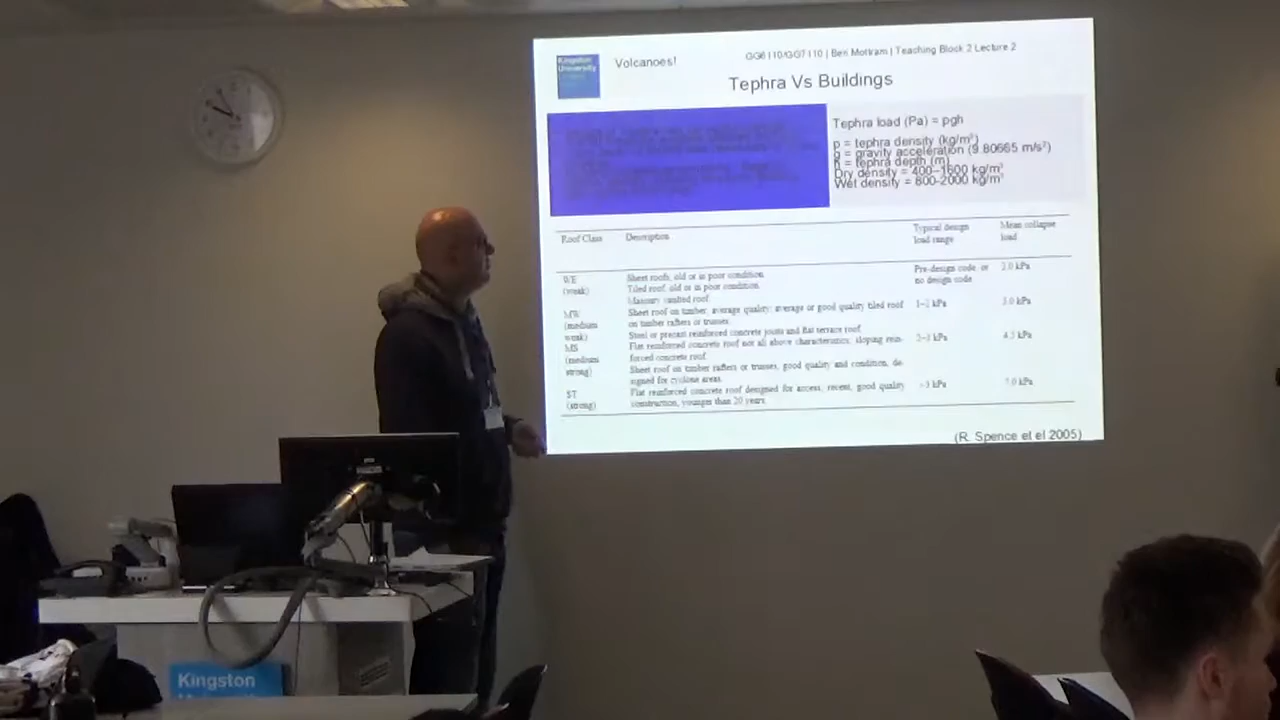 Kingston
University
Volcanoes!
GG6110/GG7110 | Ben Mottram | Teaching Block 2 Lecture 2
Tephra Vs Buildings
Tephra load (Pa) = pgh
p = tephra density (kg/m³)
g = gravity acceleration (9.80665 m/s²)
h = tephra depth (m)
Dry density = 400–1600 kg/m³
Wet density = 800-2000 kg/m³
Roof Class Description Typical design load range Mean collapse load
WE (weak) Sheet roofs, old or in poor condition. Pre-design code, or no design code 2.0 kPa
Tiled roof, old or in poor condition.
Masonry vaulted roof.
MW (medium weak) Sheet roof on timber; average quality; average or good quality tiled roof on timber rafters or trusses. 1–2 kPa 3.0 kPa
Steel or precast reinforced concrete joists and flat terrace roof.
MS (medium strong) Flat reinforced concrete roof not all above characteristics; sloping reinforced concrete roof. 2–3 kPa 4.5 kPa
Sheet roof on timber rafters or trusses, good quality and condition, designed for cyclone areas.
ST (strong) Flat reinforced concrete roof designed for access, recent, good quality construction, younger than 20 years. >3 kPa 7.0 kPa
(R. Spence et el 2005)
Kingston